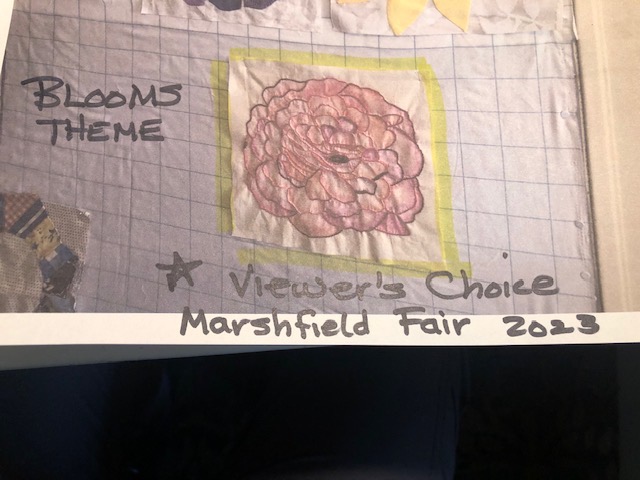 BLOOMS
THEME
☆ Viewer's Choice
Marshfield Fair 2023